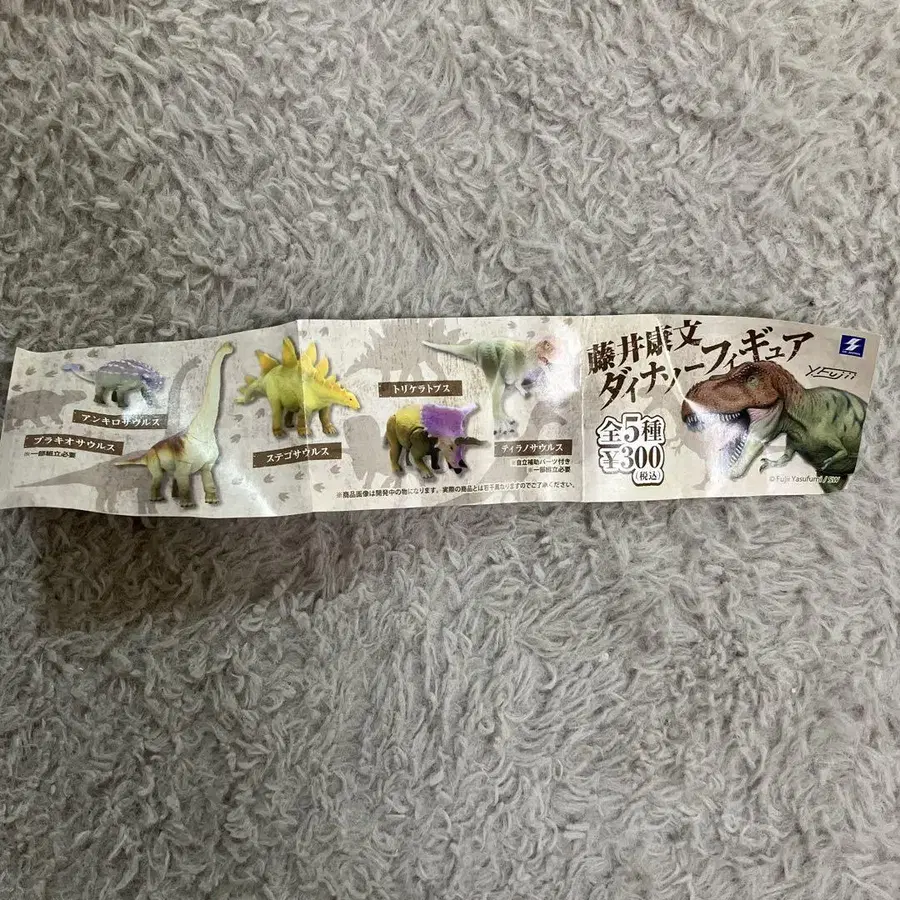 アンキロサウルス
ブラキオサウルス
※一部組立必要
ステゴサウルス
トリケラトプス
ティラノサウルス
※自立補助パーツ付き
※一部組立必要
※商品画像は開発中の物になります。実際の商品とは若干異なりますのでご了承ください。
藤井康文
ダイナソーフィギュア
全5種
¥300
(税込)
Y.Fujii
© Fujii Yasufumi /